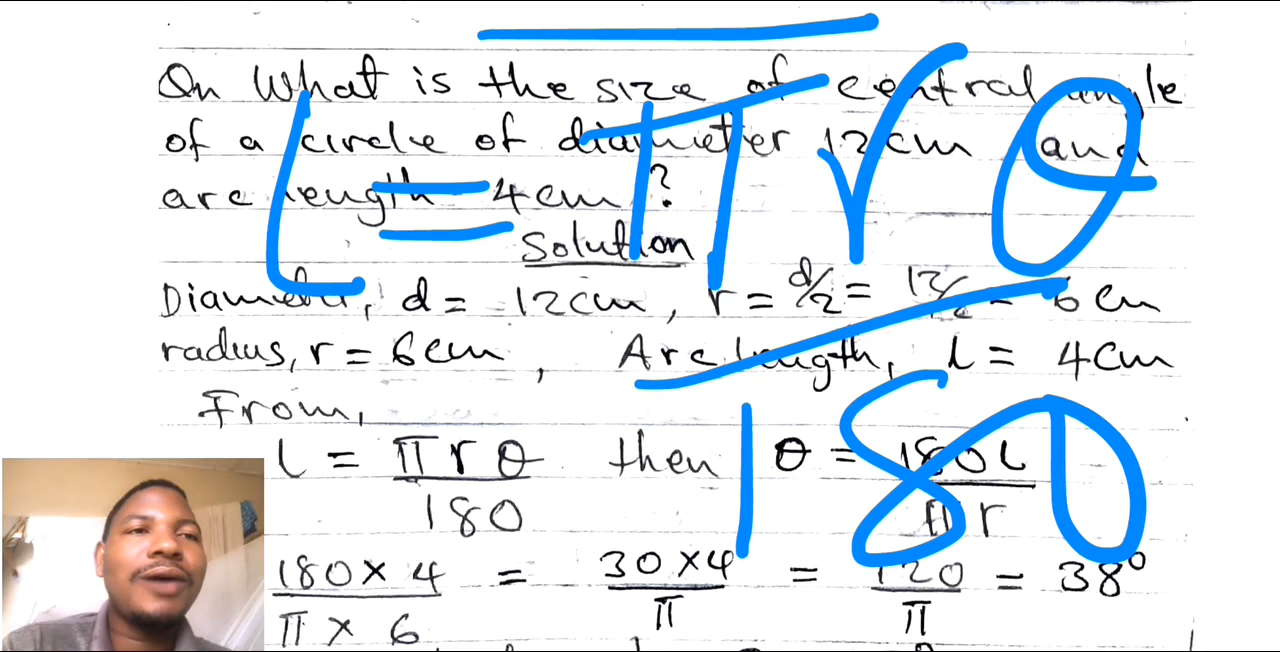 Qn What is the size of central angle
of a circle of diameter 12cm and
arc length = 4cm ?
Solution
Diameter, d = 12cm , r = d/2 = 12/2 = 6cm
radius, r = 6cm , Arc length, l = 4cm
From,
l = πrθ/180 then θ = 180l/πr
180 × 4/π × 6 = 30 × 4/π = 120/π = 38°
L = πrθ/180